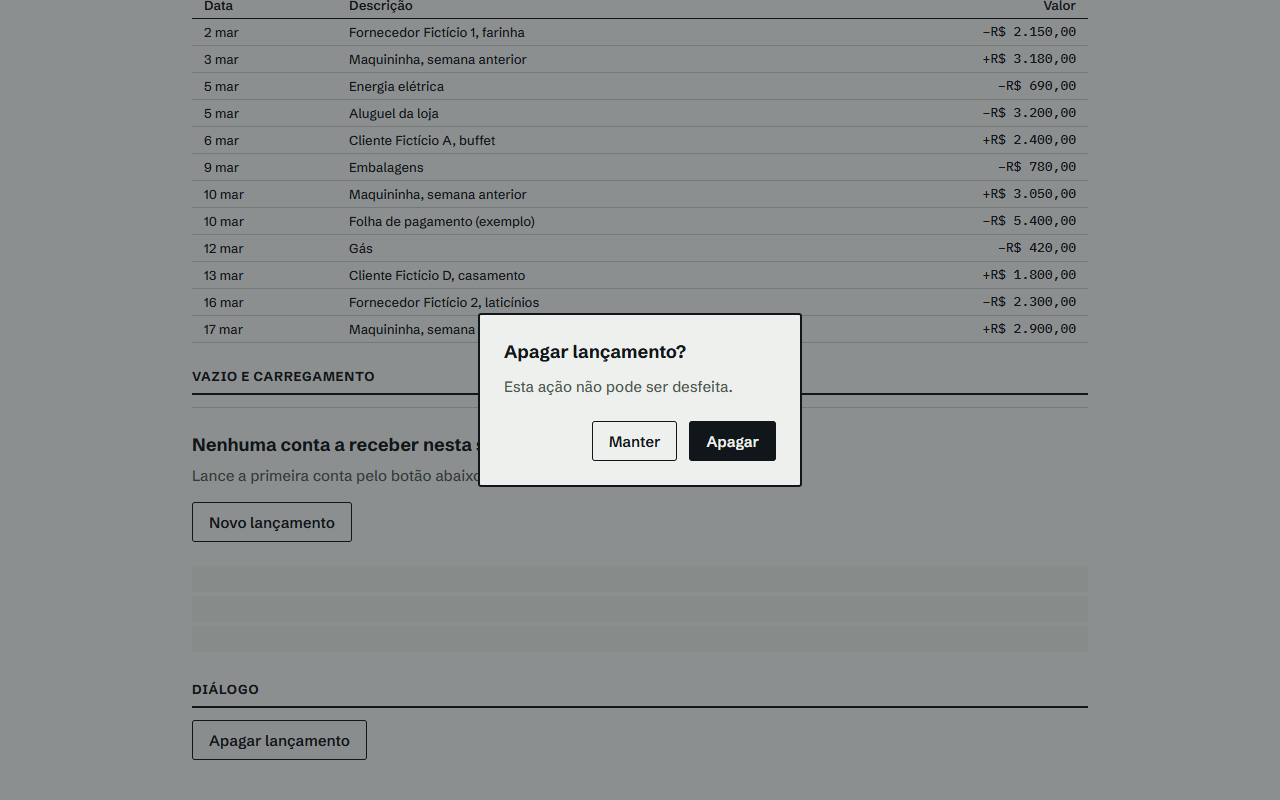 Data Descrição Valor
2 mar Fornecedor Fictício 1, farinha −R$ 2.150,00
3 mar Maquininha, semana anterior +R$ 3.180,00
5 mar Energia elétrica −R$ 690,00
5 mar Aluguel da loja −R$ 3.200,00
6 mar Cliente Fictício A, buffet +R$ 2.400,00
9 mar Embalagens −R$ 780,00
10 mar Maquininha, semana anterior +R$ 3.050,00
10 mar Folha de pagamento (exemplo) −R$ 5.400,00
12 mar Gás −R$ 420,00
13 mar Cliente Fictício D, casamento +R$ 1.800,00
16 mar Fornecedor Fictício 2, laticínios −R$ 2.300,00
17 mar Maquininha, semana +R$ 2.900,00
Apagar lançamento?
Esta ação não pode ser desfeita.
Manter Apagar
VAZIO E CARREGAMENTO
Nenhuma conta a receber nesta
Lance a primeira conta pelo botão
Novo lançamento
DIÁLOGO
Apagar lançamento